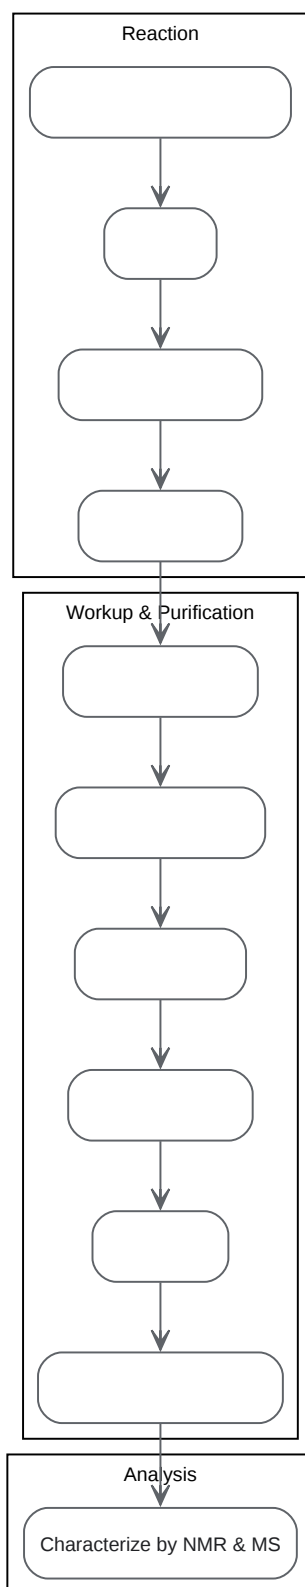 Reaction
Workup & Purification
Analysis
Characterize by NMR & MS